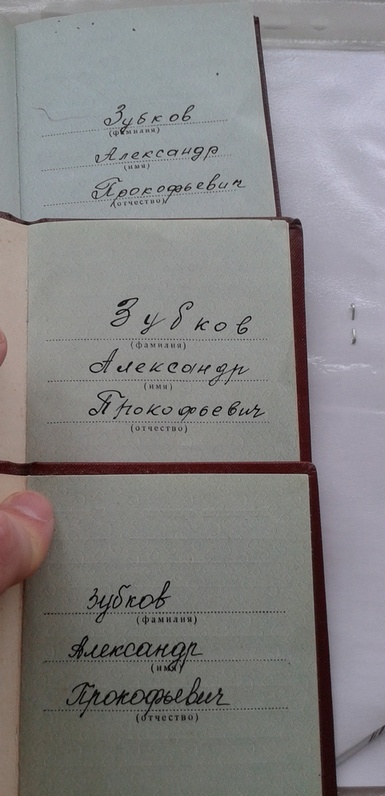 Зубков
(фамилия)
Александр
(имя)
Прокофьевич
(отчество)
Зубков
(фамилия)
Александр
(имя)
Прокофьевич
(отчество)
Зубков
(фамилия)
Александр
(имя)
Прокофьевич
(отчество)